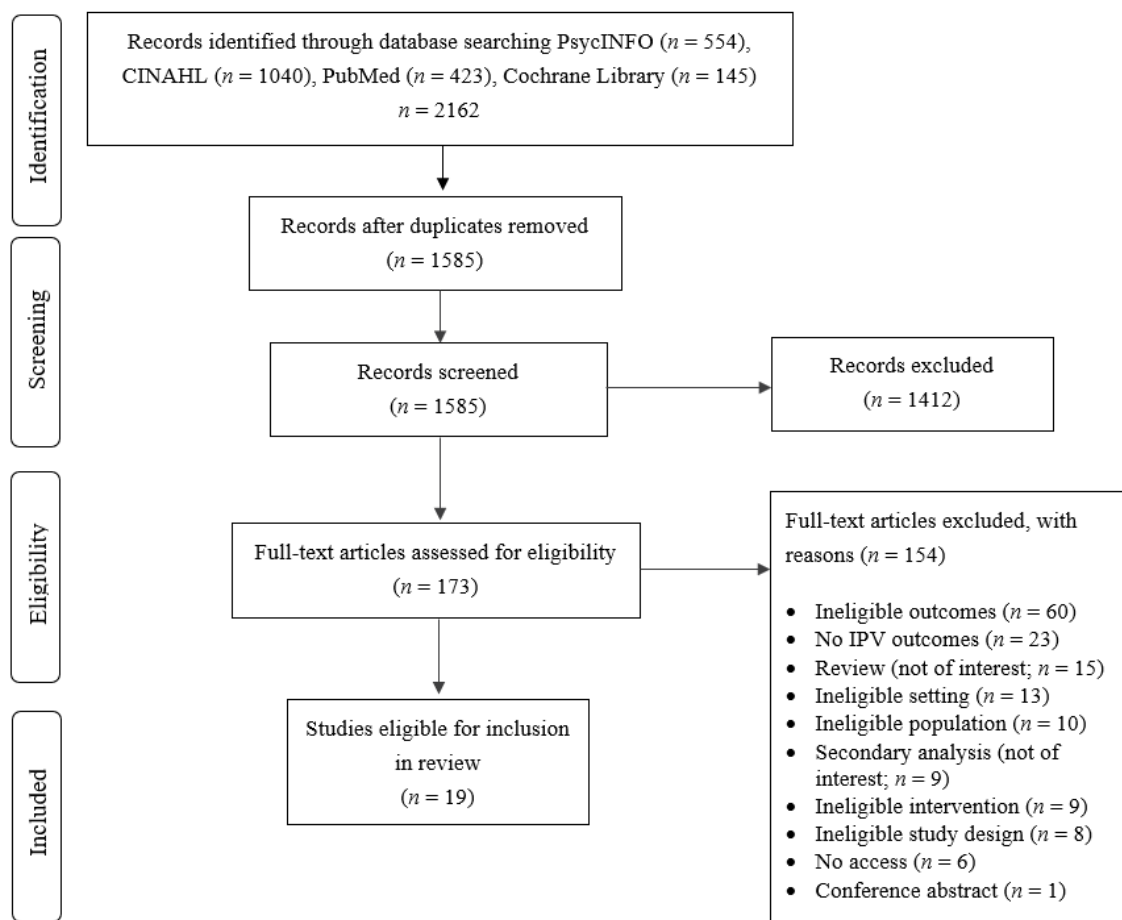 Identification
Records identified through database searching PsycINFO (n = 554),
CINAHL (n = 1040), PubMed (n = 423), Cochrane Library (n = 145)
n = 2162
Records after duplicates removed
(n = 1585)
Screening
Records screened
(n = 1585)
Records excluded
(n = 1412)
Eligibility
Full-text articles assessed for eligibility
(n = 173)
Full-text articles excluded, with
reasons (n = 154)
• Ineligible outcomes (n = 60)
• No IPV outcomes (n = 23)
• Review (not of interest; n = 15)
• Ineligible setting (n = 13)
• Ineligible population (n = 10)
• Secondary analysis (not of
interest; n = 9)
• Ineligible intervention (n = 9)
• Ineligible study design (n = 8)
• No access (n = 6)
• Conference abstract (n = 1)
Included
Studies eligible for inclusion
in review
(n = 19)